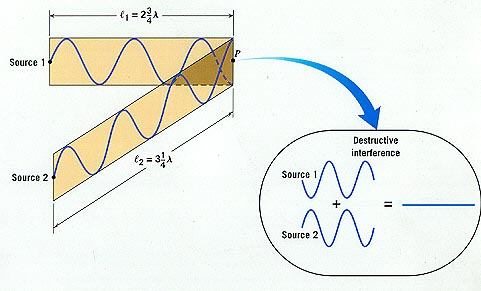 ℓ₁ = 2¾λ
Source 1
P
ℓ₂ = 3¼λ
Source 2
Destructive
interference
Source 1
+
=
Source 2